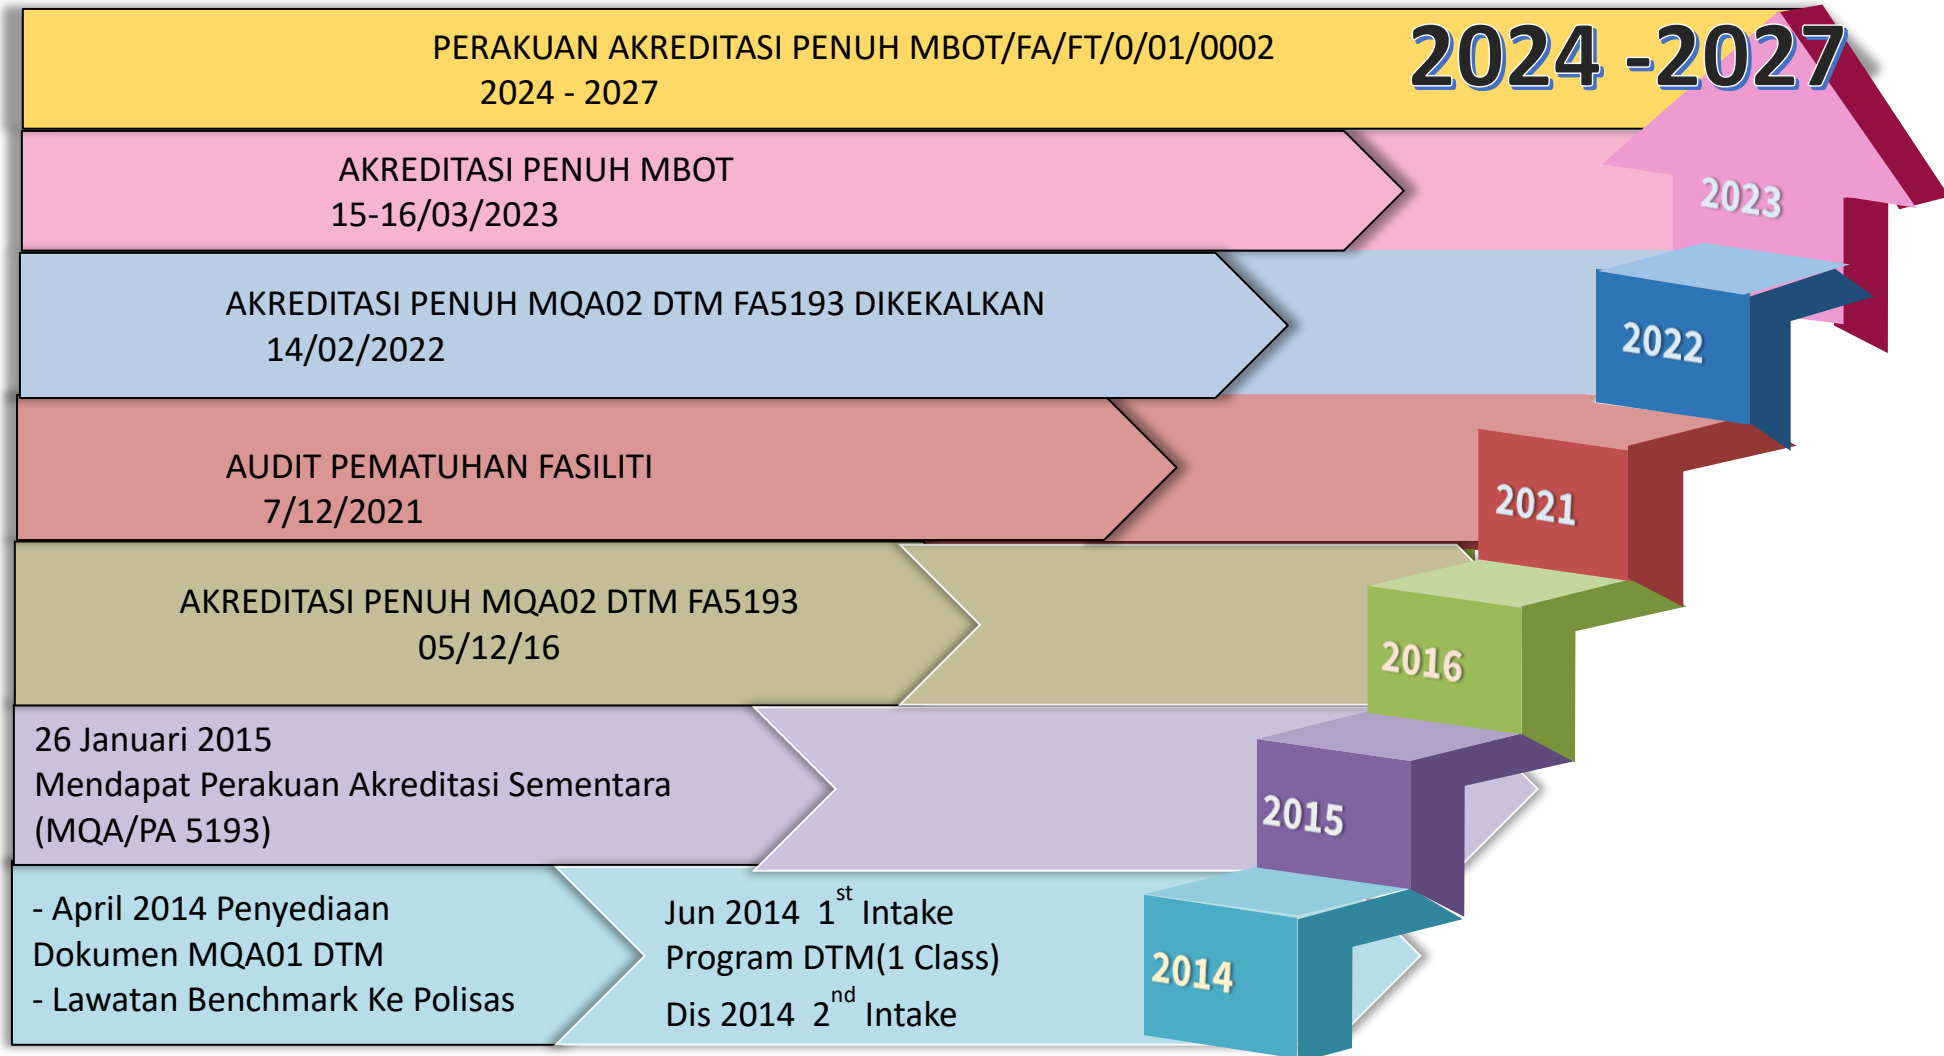 PERAKUAN AKREDITASI PENUH MBOT/FA/FT/0/01/0002
2024 - 2027
2024 -2027
AKREDITASI PENUH MBOT
15-16/03/2023
2023
AKREDITASI PENUH MQA02 DTM FA5193 DIKEKALKAN
14/02/2022
2022
AUDIT PEMATUHAN FASILITI
7/12/2021
2021
AKREDITASI PENUH MQA02 DTM FA5193
05/12/16
2016
26 Januari 2015
Mendapat Perakuan Akreditasi Sementara
(MQA/PA 5193)
2015
- April 2014 Penyediaan
Dokumen MQA01 DTM
- Lawatan Benchmark Ke Polisas
Jun 2014 1st Intake
Program DTM(1 Class)
Dis 2014 2nd Intake
2014